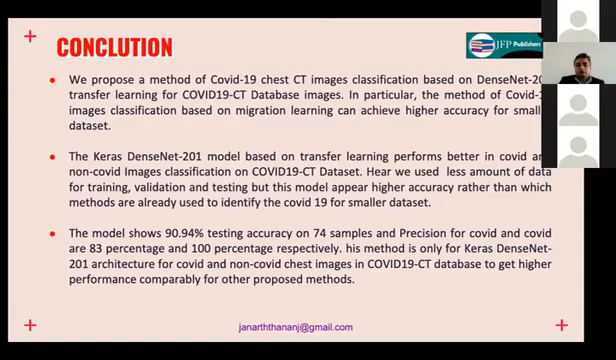 CONCLUTION
JFP Publishers
We propose a method of Covid-19 chest CT images classification based on DenseNet-20
transfer learning for COVID19-CT Database images. In particular, the method of Covid-1
images classification based on migration learning can achieve higher accuracy for small
dataset.
The Keras DenseNet-201 model based on transfer learning performs better in covid an
non-covid Images classification on COVID19-CT Dataset. Hear we used less amount of data
for training, validation and testing but this model appear higher accuracy rather than which
methods are already used to identify the covid 19 for smaller dataset.
The model shows 90.94% testing accuracy on 74 samples and Precision for covid and covid
are 83 percentage and 100 percentage respectively. his method is only for Keras DenseNet-
201 architecture for covid and non-covid chest images in COVID19-CT database to get higher
performance comparably for other proposed methods.
janarththananj@gmail.com